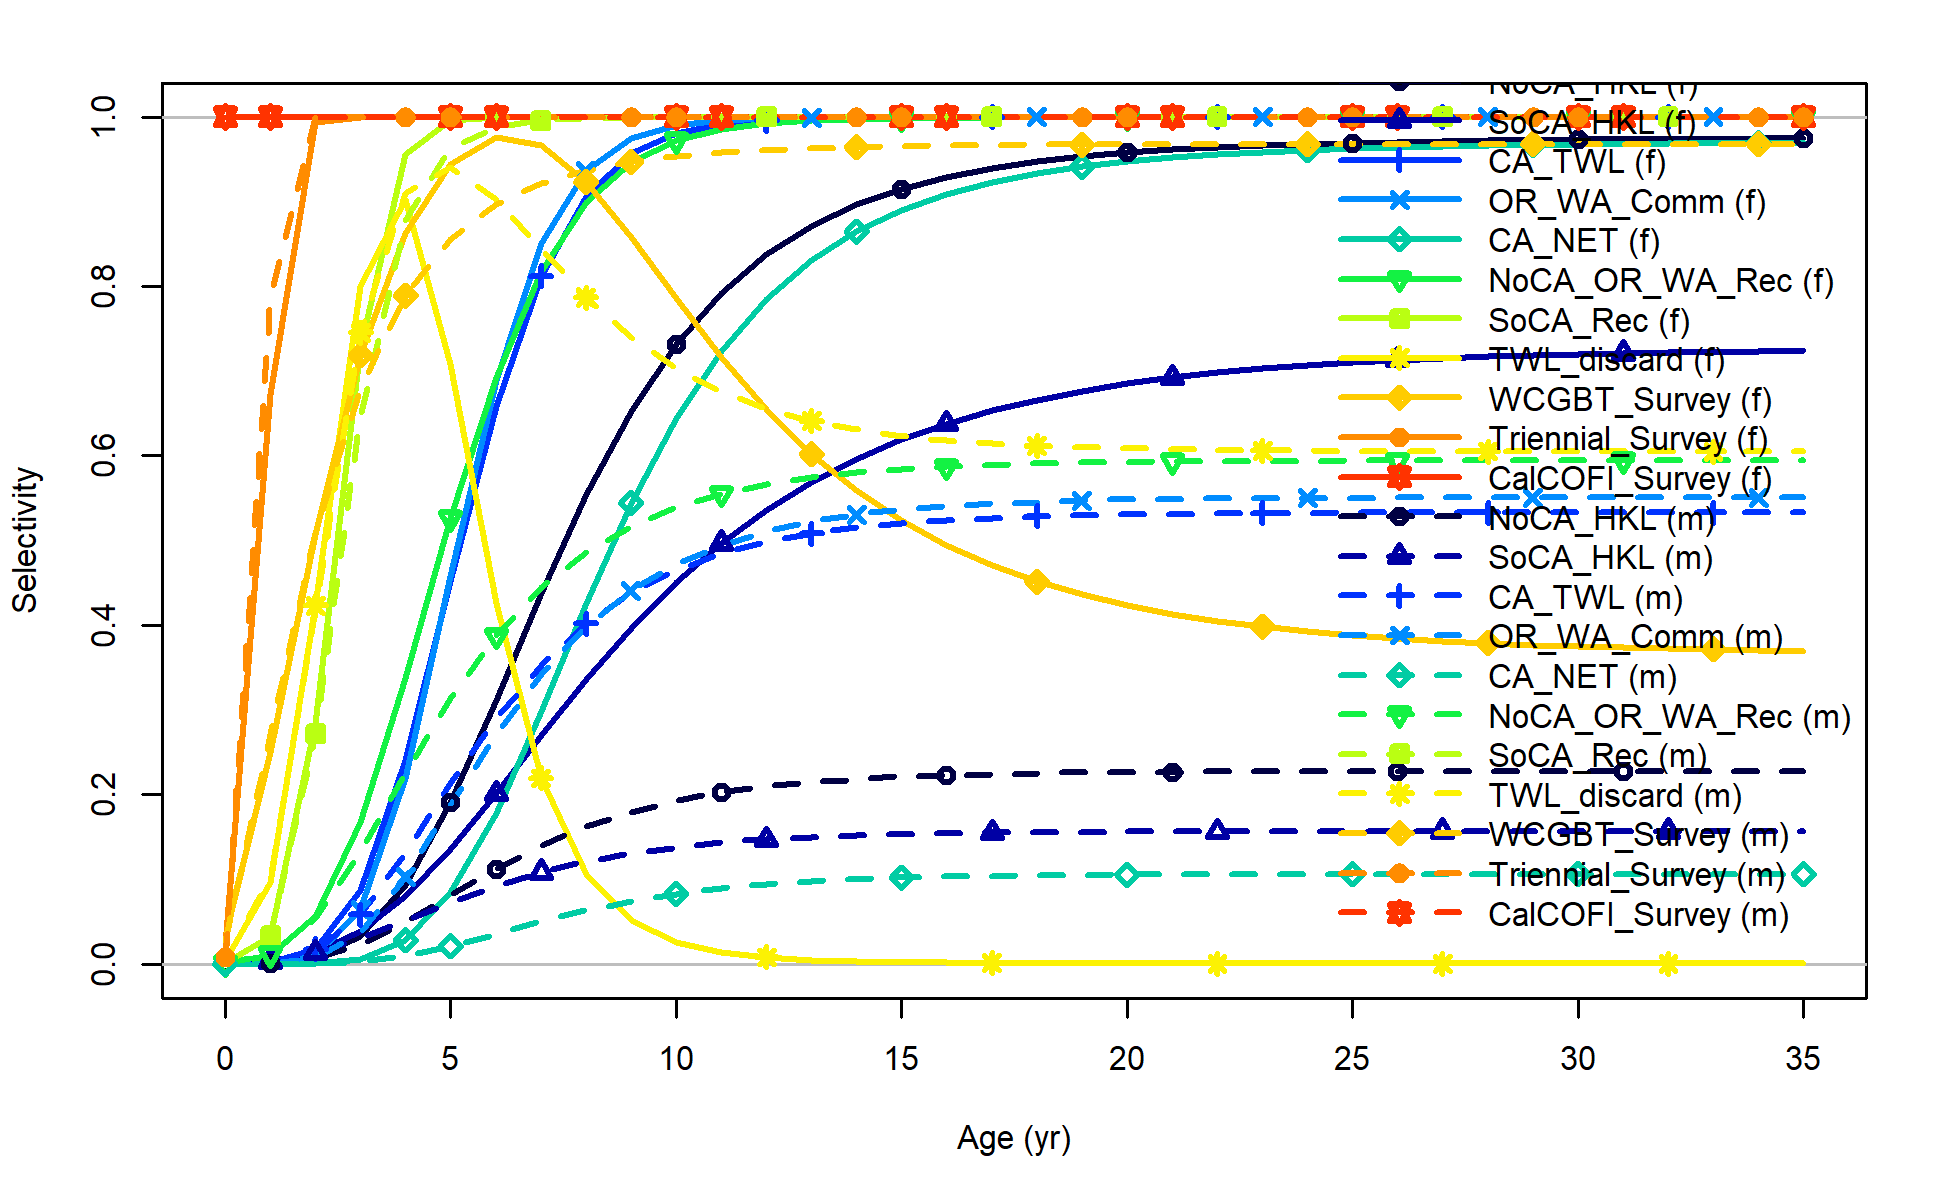 NoCA_HKL (f)
SoCA_HKL (f)
CA_TWL (f)
OR_WA_Comm (f)
CA_NET (f)
NoCA_OR_WA_Rec (f)
SoCA_Rec (f)
TWL_discard (f)
WCGBT_Survey (f)
Triennial_Survey (f)
CalCOFI_Survey (f)
NoCA_HKL (m)
SoCA_HKL (m)
CA_TWL (m)
OR_WA_Comm (m)
CA_NET (m)
NoCA_OR_WA_Rec (m)
SoCA_Rec (m)
TWL_discard (m)
WCGBT_Survey (m)
Triennial_Survey (m)
CalCOFI_Survey (m)
Selectivity
1.0
0.8
0.6
0.4
0.2
0.0
0 5 10 15 20 25 30 35
Age (yr)